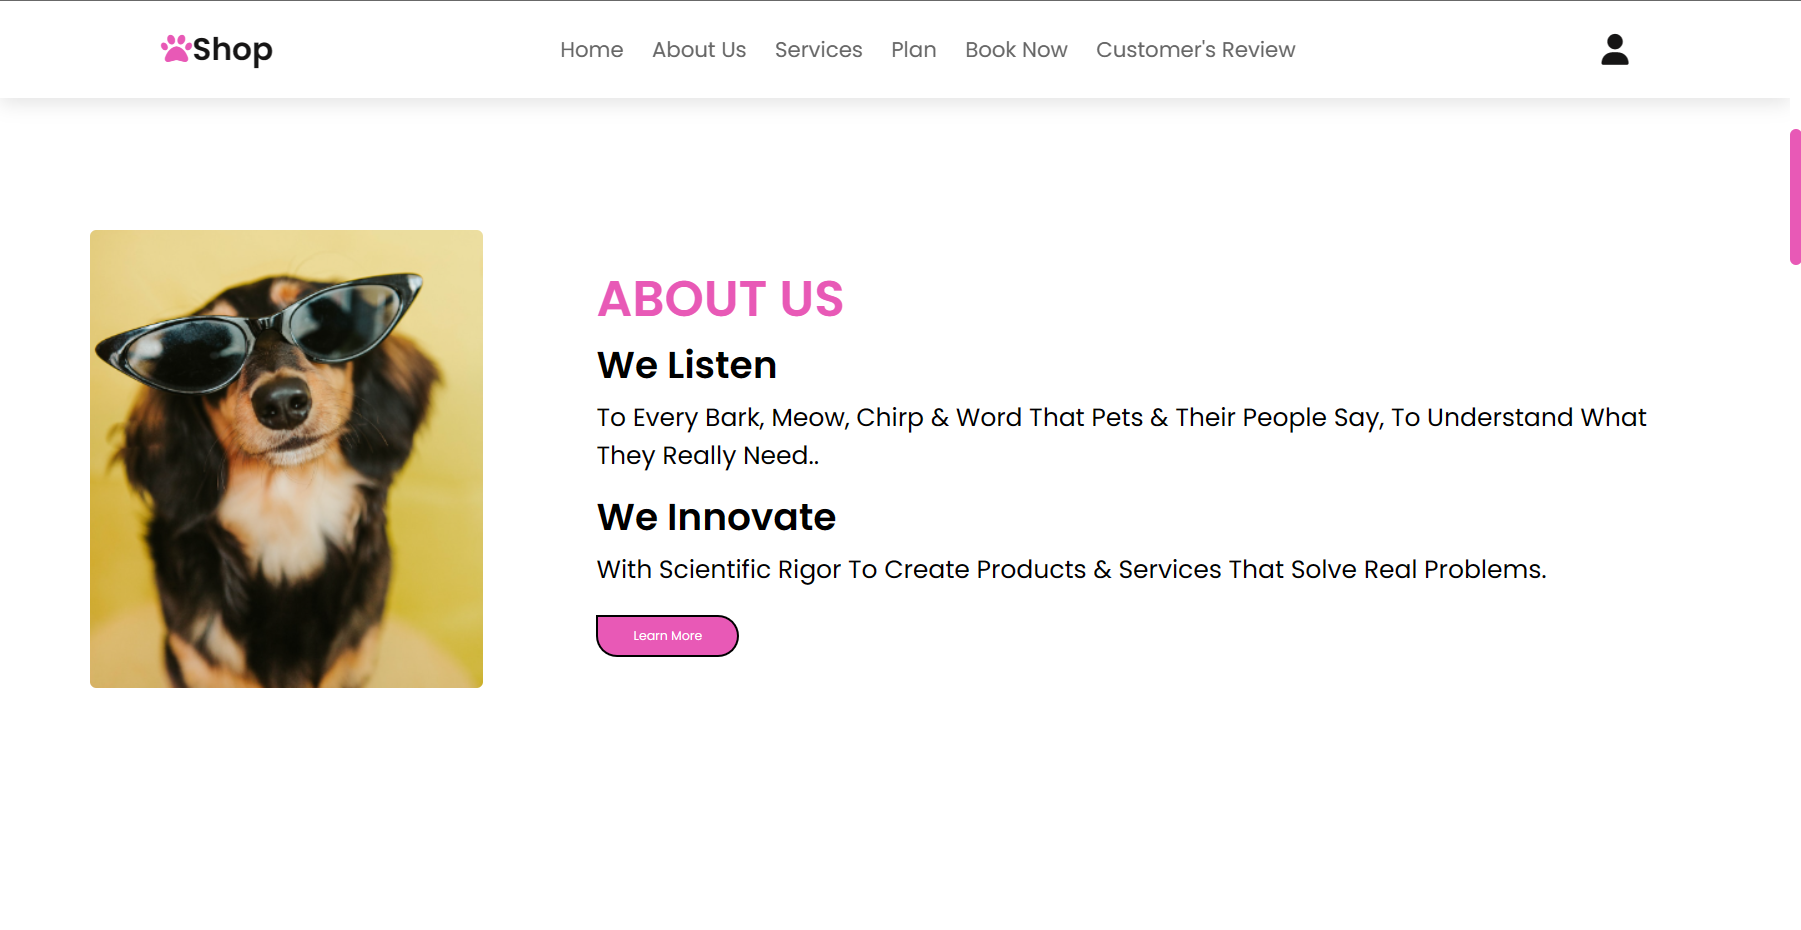 Shop
Home About Us Services Plan Book Now Customer's Review
ABOUT US
We Listen
To Every Bark, Meow, Chirp & Word That Pets & Their People Say, To Understand What
They Really Need..
We Innovate
With Scientific Rigor To Create Products & Services That Solve Real Problems.
Learn More